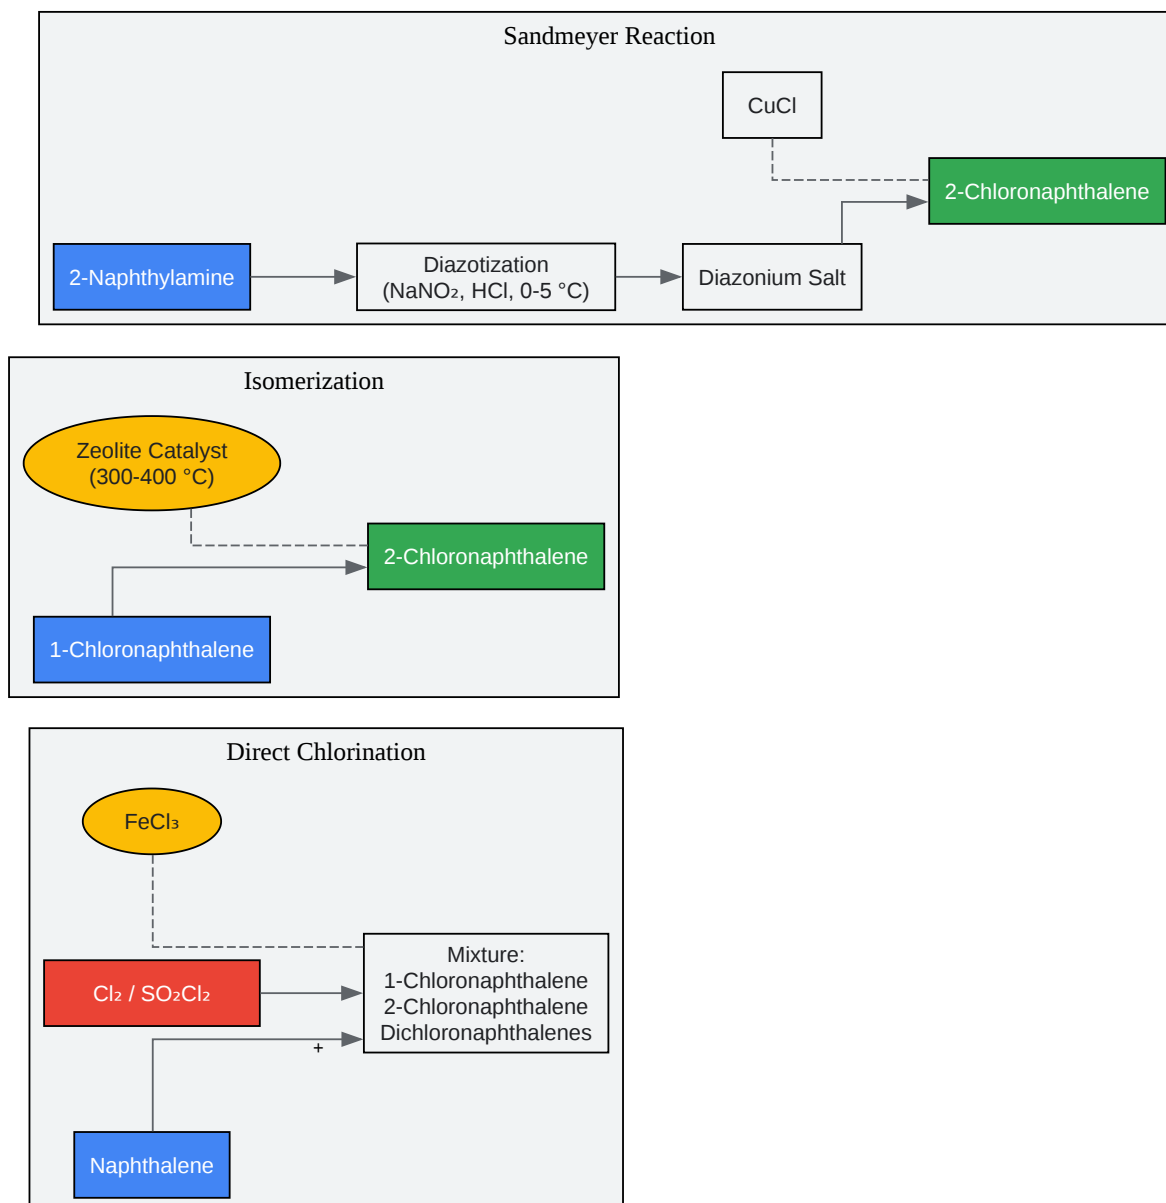 Sandmeyer Reaction
CuCl
2-Chloronaphthalene
2-Naphthylamine
Diazotization
(NaNO₂, HCl, 0-5 °C)
Diazonium Salt
Isomerization
Zeolite Catalyst
(300-400 °C)
2-Chloronaphthalene
1-Chloronaphthalene
Direct Chlorination
FeCl₃
Mixture:
1-Chloronaphthalene
2-Chloronaphthalene
Dichloronaphthalenes
Cl₂ / SO₂Cl₂
+
Naphthalene